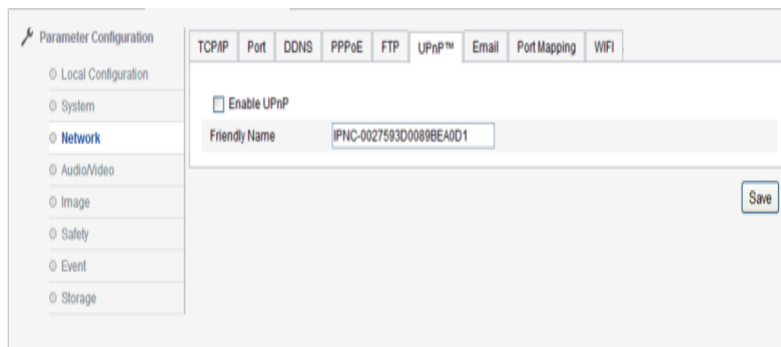 Parameter Configuration
Local Configuration
System
Network
Audio/Video
Image
Safety
Event
Storage
TCP/IP Port DDNS PPPoE FTP UPnP™ Email Port Mapping WIFI
Enable UPnP
Friendly Name IPNC-0027593D0089BEA0D1
Save